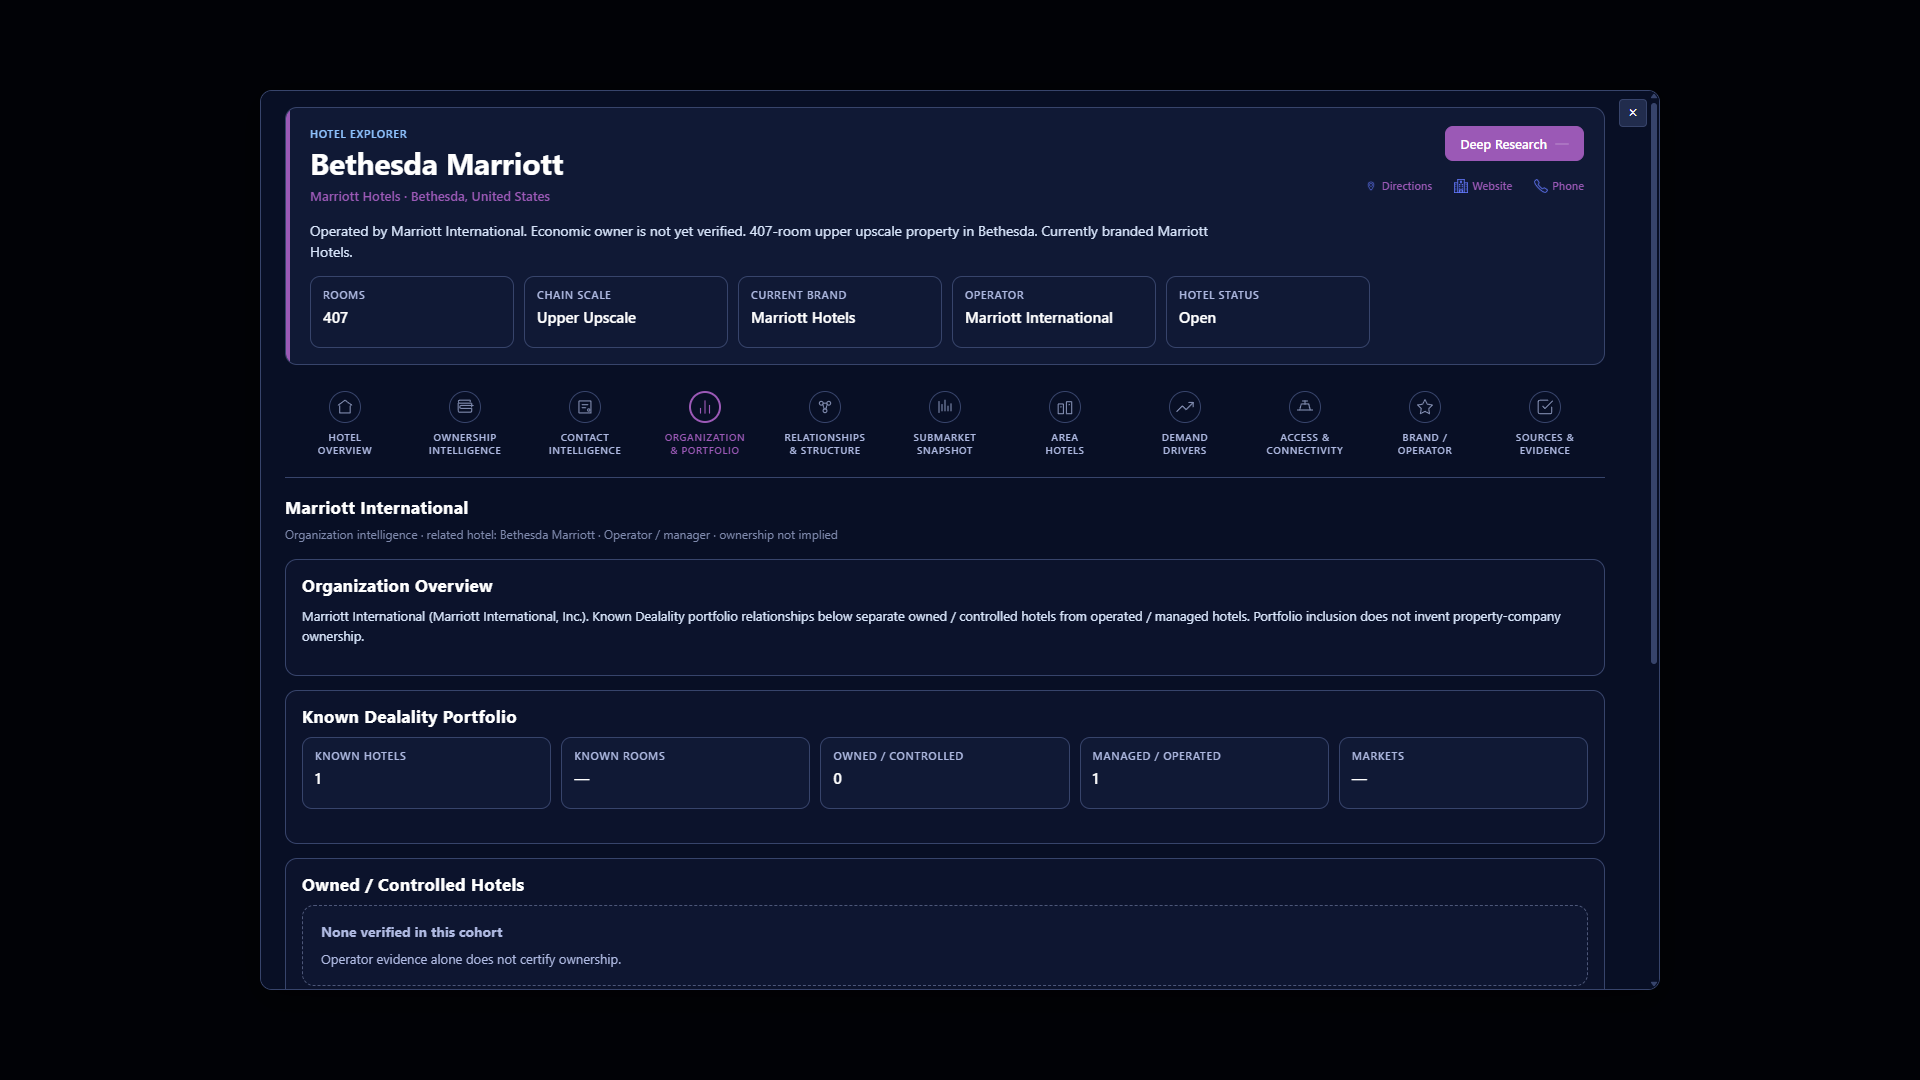 HOTEL EXPLORER
Bethesda Marriott
Marriott Hotels · Bethesda, United States
Deep Research —
Directions
Website
Phone
×
Operated by Marriott International. Economic owner is not yet verified. 407-room upper upscale property in Bethesda. Currently branded Marriott
Hotels.
ROOMS
407
CHAIN SCALE
Upper Upscale
CURRENT BRAND
Marriott Hotels
OPERATOR
Marriott International
HOTEL STATUS
Open
HOTEL
OVERVIEW
OWNERSHIP
INTELLIGENCE
CONTACT
INTELLIGENCE
ORGANIZATION
& PORTFOLIO
RELATIONSHIPS
& STRUCTURE
SUBMARKET
SNAPSHOT
AREA
HOTELS
DEMAND
DRIVERS
ACCESS &
CONNECTIVITY
BRAND /
OPERATOR
SOURCES &
EVIDENCE
Marriott International
Organization intelligence · related hotel: Bethesda Marriott · Operator / manager · ownership not implied
Organization Overview
Marriott International (Marriott International, Inc.). Known Dealality portfolio relationships below separate owned / controlled hotels from operated / managed hotels. Portfolio inclusion does not invent property-company
ownership.
Known Dealality Portfolio
KNOWN HOTELS
1
KNOWN ROOMS
—
OWNED / CONTROLLED
0
MANAGED / OPERATED
1
MARKETS
—
Owned / Controlled Hotels
None verified in this cohort
Operator evidence alone does not certify ownership.